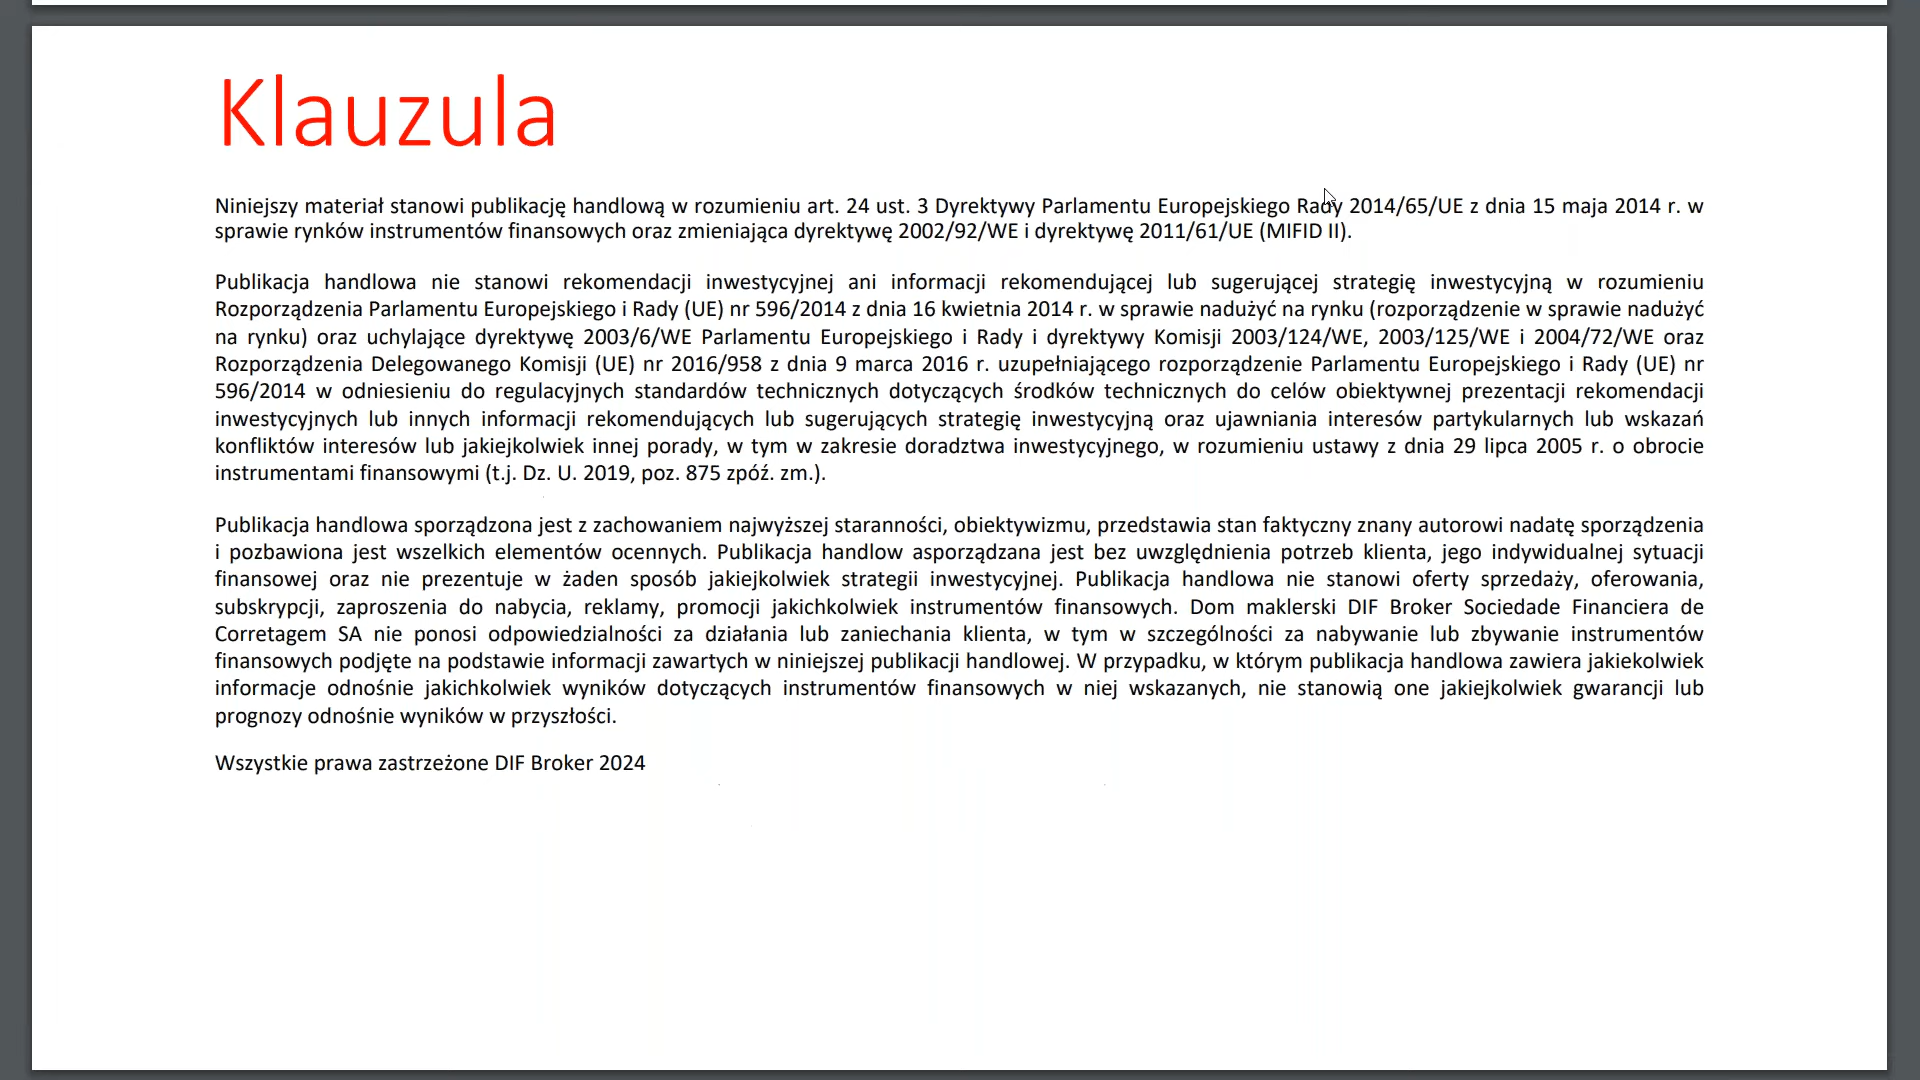 Klauzula
Niniejszy materiał stanowi publikację handlową w rozumieniu art. 24 ust. 3 Dyrektywy Parlamentu Europejskiego Rady 2014/65/UE z dnia 15 maja 2014 r. w
sprawie rynków instrumentów finansowych oraz zmieniająca dyrektywę 2002/92/WE i dyrektywę 2011/61/UE (MIFID II).
Publikacja handlowa nie stanowi rekomendacji inwestycyjnej ani informacji rekomendującej lub sugerującej strategię inwestycyjną w rozumieniu
Rozporządzenia Parlamentu Europejskiego i Rady (UE) nr 596/2014 z dnia 16 kwietnia 2014 r. w sprawie nadużyć na rynku (rozporządzenie w sprawie nadużyć
na rynku) oraz uchylające dyrektywę 2003/6/WE Parlamentu Europejskiego i Rady i dyrektywy Komisji 2003/124/WE, 2003/125/WE i 2004/72/WE oraz
Rozporządzenia Delegowanego Komisji (UE) nr 2016/958 z dnia 9 marca 2016 r. uzupełniającego rozporządzenie Parlamentu Europejskiego i Rady (UE) nr
596/2014 w odniesieniu do regulacyjnych standardów technicznych dotyczących środków technicznych do celów obiektywnej prezentacji rekomendacji
inwestycyjnych lub innych informacji rekomendujących lub sugerujących strategię inwestycyjną oraz ujawniania interesów partykularnych lub wskazań
konfliktów interesów lub jakiejkolwiek innej porady, w tym w zakresie doradztwa inwestycyjnego, w rozumieniu ustawy z dnia 29 lipca 2005 r. o obrocie
instrumentami finansowymi (t.j. Dz. U. 2019, poz. 875 zpóź. zm.).
Publikacja handlowa sporządzona jest z zachowaniem najwyższej staranności, obiektywizmu, przedstawia stan faktyczny znany autorowi nadatę sporządzenia
i pozbawiona jest wszelkich elementów ocennych. Publikacja handlow asporządzana jest bez uwzględnienia potrzeb klienta, jego indywidualnej sytuacji
finansowej oraz nie prezentuje w żaden sposób jakiejkolwiek strategii inwestycyjnej. Publikacja handlowa nie stanowi oferty sprzedaży, oferowania,
subskrypcji, zaproszenia do nabycia, reklamy, promocji jakichkolwiek instrumentów finansowych. Dom maklerski DIF Broker Sociedade Financiera de
Corretagem SA nie ponosi odpowiedzialności za działania lub zaniechania klienta, w tym w szczególności za nabywanie lub zbywanie instrumentów
finansowych podjęte na podstawie informacji zawartych w niniejszej publikacji handlowej. W przypadku, w którym publikacja handlowa zawiera jakiekolwiek
informacje odnośnie jakichkolwiek wyników dotyczących instrumentów finansowych w niej wskazanych, nie stanowią one jakiejkolwiek gwarancji lub
prognozy odnośnie wyników w przyszłości.
Wszystkie prawa zastrzeżone DIF Broker 2024